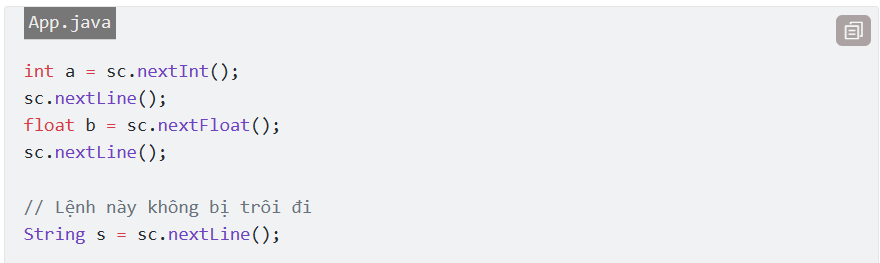 App.java
int a = sc.nextInt();
sc.nextLine();
float b = sc.nextFloat();
sc.nextLine();
// Lệnh này không bị trôi đi
String s = sc.nextLine();